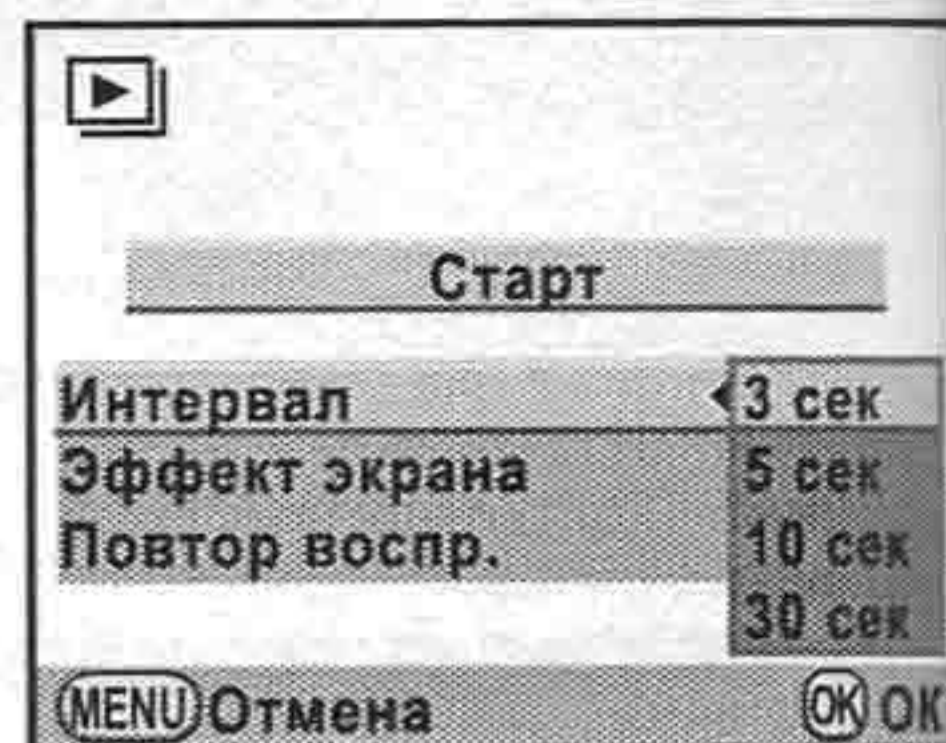 Старт
Интервал 3 сек
Эффект экрана 5 сек
Повтор воспр. 10 сек
30 сек
MENU Отмена OK OK